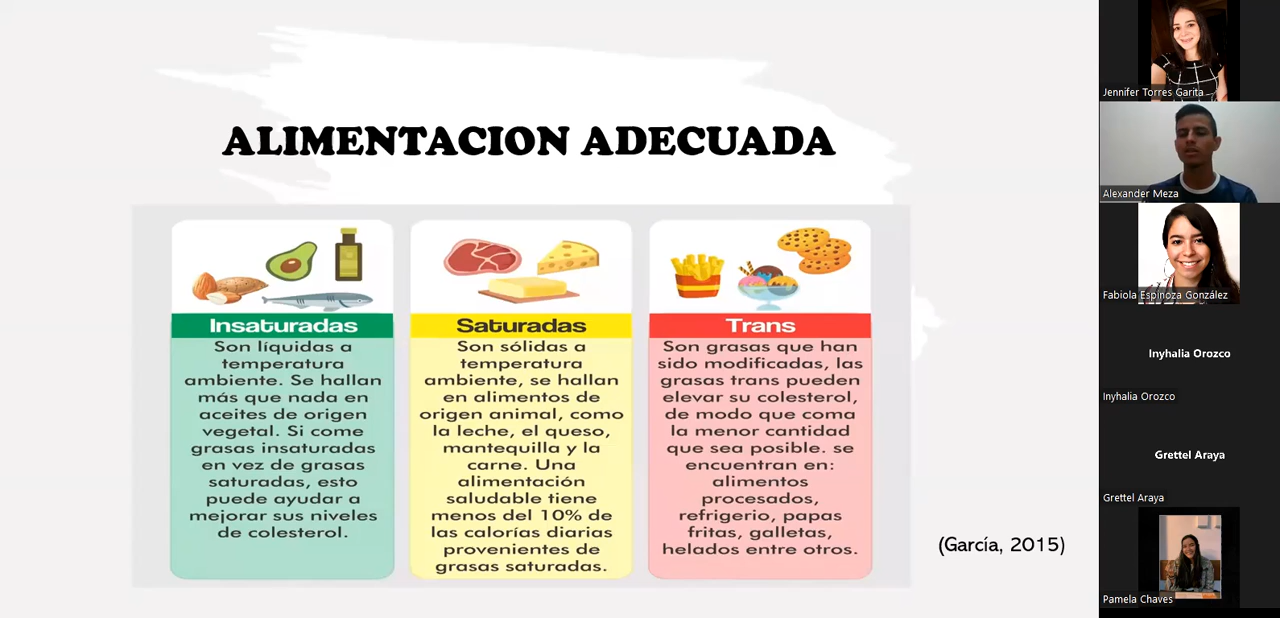 ALIMENTACION ADECUADA
Insaturadas
Son líquidas a
temperatura
ambiente. Se hallan
más que nada en
aceites de origen
vegetal. Si come
grasas insaturadas
en vez de grasas
saturadas, esto
puede ayudar a
mejorar sus niveles
de colesterol.
Saturadas
Son sólidas a
temperatura
ambiente, se hallan
en alimentos de
origen animal, como
la leche, el queso,
mantequilla y la
carne. Una
alimentación
saludable tiene
menos del 10% de
las calorías diarias
provenientes de
grasas saturadas.
Trans
Son grasas que han
sido modificadas, las
grasas trans pueden
elevar su colesterol,
de modo que coma
la menor cantidad
que sea posible. se
encuentran en:
alimentos
procesados,
refrigerio, papas
fritas, galletas,
helados entre otros.
(García, 2015)
Jennifer Torres Garita
Alexander Meza
Fabiola Espinoza González
Inyhalia Orozco
Inyhalia Orozco
Grettel Araya
Grettel Araya
Pamela Chaves